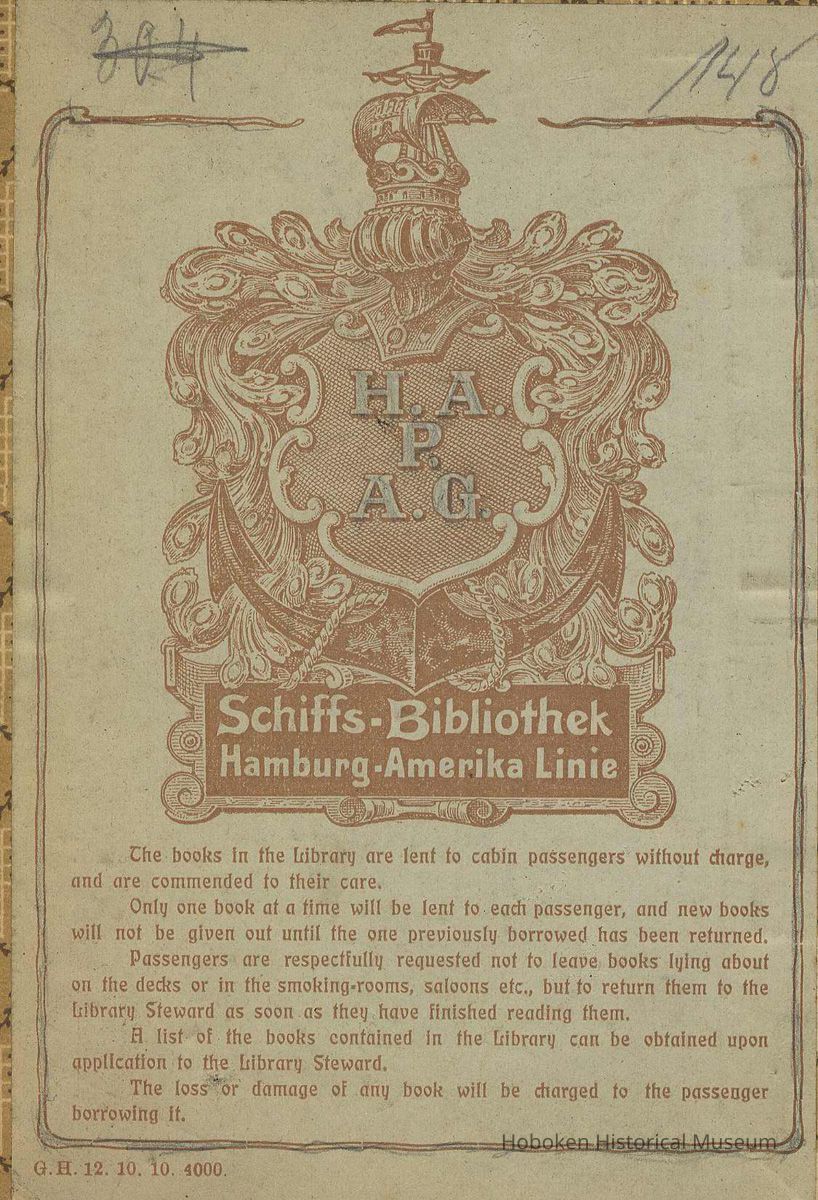 394
148
H. A.
P.
A. G.
Schiffs-Bibliothek
Hamburg-Amerika Linie
The books in the Library are lent to cabin passengers without charge,
and are commended to their care.
Only one book at a time will be lent to each passenger, and new books
will not be given out until the one previously borrowed has been returned.
Passengers are respectfully requested not to leave books lying about
on the decks or in the smoking-rooms, saloons etc., but to return them to the
Library Steward as soon as they have finished reading them.
A list of the books contained in the Library can be obtained upon
application to the Library Steward.
The loss or damage of any book will be charged to the passenger
borrowing it.
Hoboken Historical Museum
G. H. 12. 10. 10. 4000.